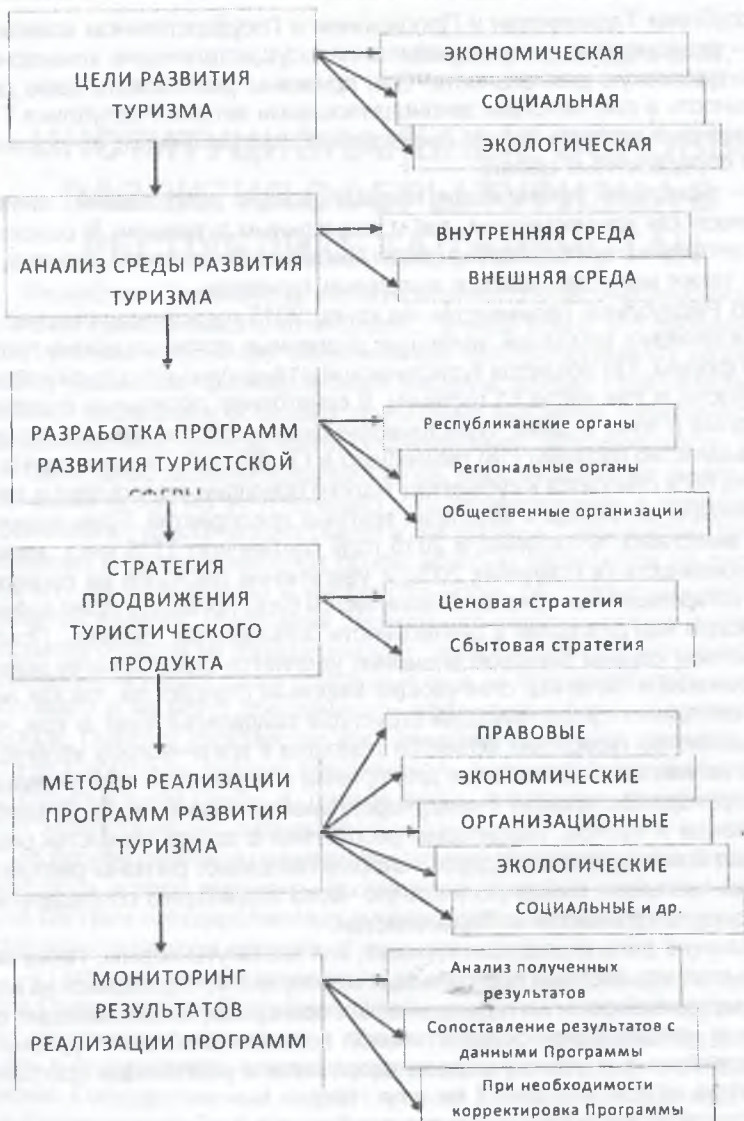 ЦЕЛИ РАЗВИТИЯ
ТУРИЗМА
ЭКОНОМИЧЕСКАЯ
СОЦИАЛЬНАЯ
ЭКОЛОГИЧЕСКАЯ
АНАЛИЗ СРЕДЫ РАЗВИТИЯ
ТУРИЗМА
ВНУТРЕННЯЯ СРЕДА
ВНЕШНЯЯ СРЕДА
РАЗРАБОТКА ПРОГРАММ
РАЗВИТИЯ ТУРИСТСКОЙ
СФЕРЫ
Республиканские органы
Региональные органы
Общественные организации
СТРАТЕГИЯ
ПРОДВИЖЕНИЯ
ТУРИСТИЧЕСКОГО
ПРОДУКТА
Ценовая стратегия
Сбытовая стратегия
МЕТОДЫ РЕАЛИЗАЦИИ
ПРОГРАММ РАЗВИТИЯ
ТУРИЗМА
ПРАВОВЫЕ
ЭКОНОМИЧЕСКИЕ
ОРГАНИЗАЦИОННЫЕ
ЭКОЛОГИЧЕСКИЕ
СОЦИАЛЬНЫЕ и др.
МОНИТОРИНГ
РЕЗУЛЬТАТОВ
РЕАЛИЗАЦИИ ПРОГРАММ
Анализ полученных
результатов
Сопоставление результатов с
данными Программы
При необходимости
корректировка Программы